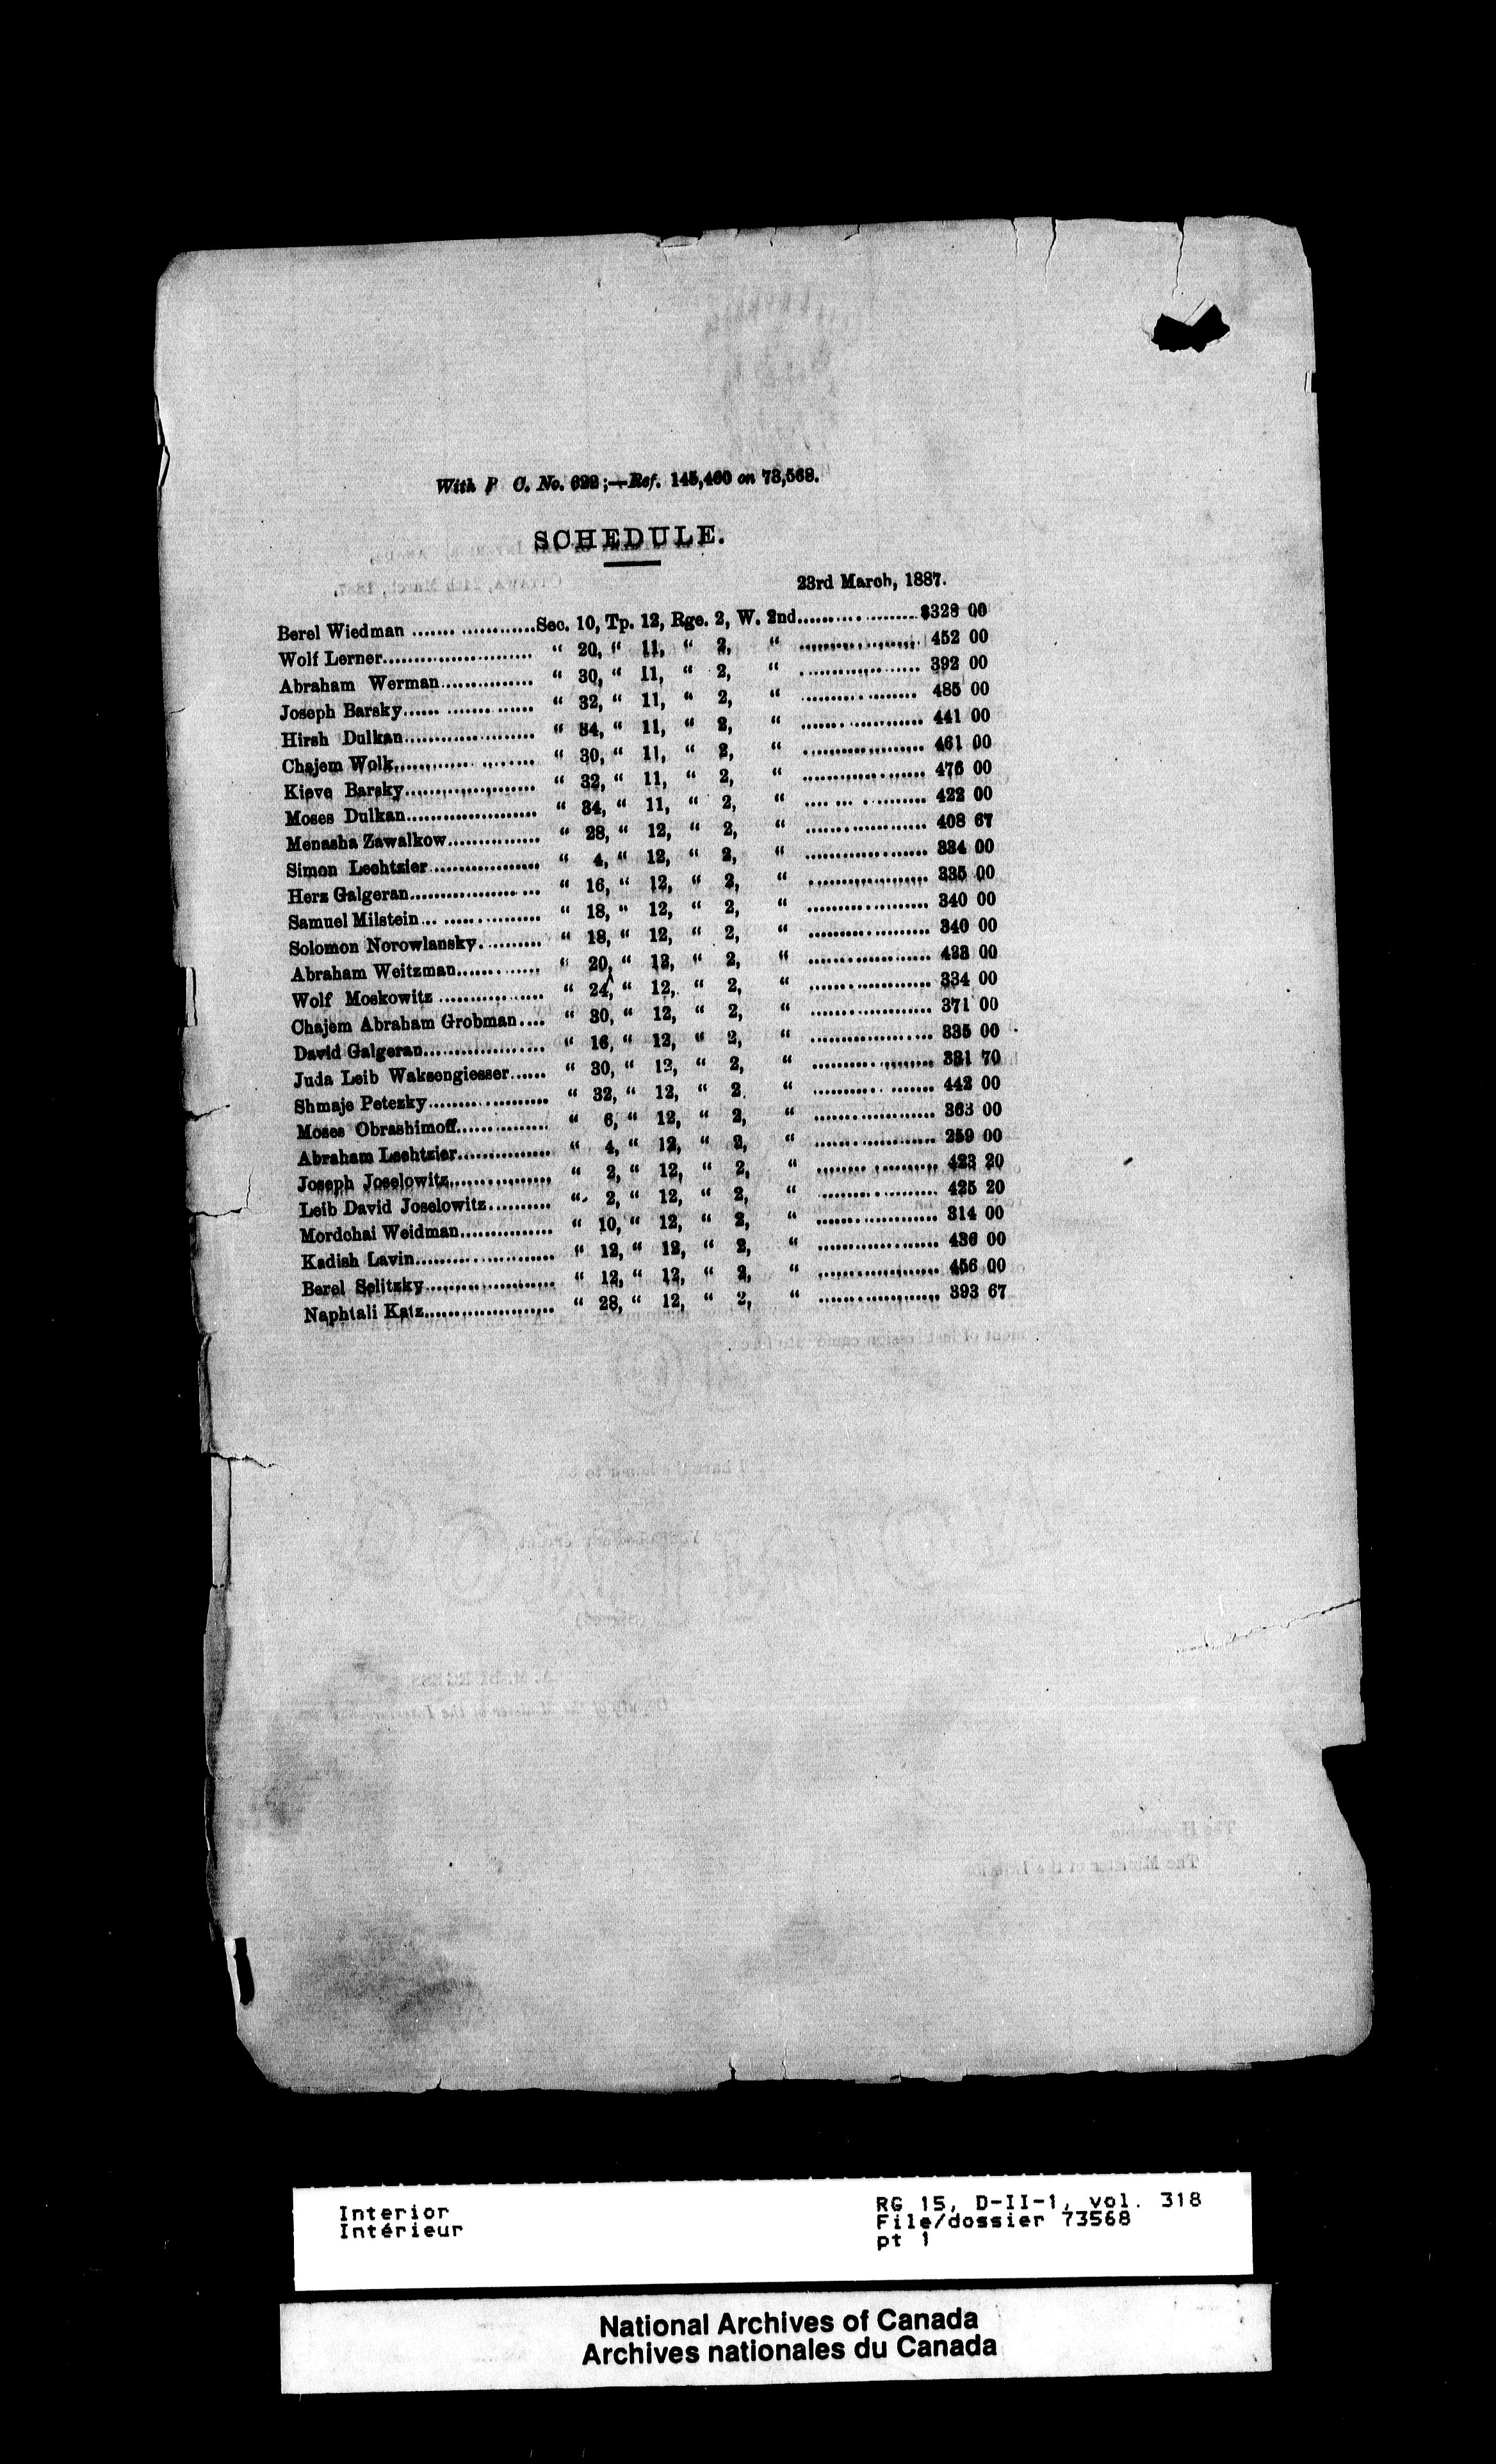 With P C. No. 622;—Ref. 145,460 on 73,568.
SCHEDULE.
23rd March, 1887.
Berel Wiedman .......................Sec. 10, Tp. 12, Rge. 2, W. 2nd....................$328 00
Wolf Lerner........................ “ 20, “ 11, “ 2, “ .................... 452 00
Abraham Werman............... “ 30, “ 11, “ 2, “ .................... 392 00
Joseph Barsky..................... “ 32, “ 11, “ 2, “ .................... 485 00
Hirsh Dulkan..................... “ 34, “ 11, “ 2, “ .................... 441 00
Chajem Wolk...................... “ 30, “ 11, “ 2, “ .................... 461 00
Kieve Barsky..................... “ 32, “ 11, “ 2, “ .................... 476 00
Moses Dulkan..................... “ 34, “ 11, “ 2, “ .................... 422 00
Menasha Zawalkow............... “ 28, “ 12, “ 2, “ .................... 408 67
Simon Lechtzier.................. “ 4, “ 12, “ 2, “ .................... 334 00
Herz Galgeran..................... “ 16, “ 12, “ 2, “ .................... 335 00
Samuel Milstein................... “ 18, “ 12, “ 2, “ .................... 340 00
Solomon Norowlansky.......... “ 18, “ 12, “ 2, “ .................... 340 00
Abraham Weitzman............. “ 20, “ 12, “ 2, “ .................... 423 00
Wolf Moskowitz ................. “ 24, “ 12, “ 2, “ .................... 334 00
Chajem Abraham Grobman.... “ 30, “ 12, “ 2, “ .................... 371 00
David Galgeran................... “ 16, “ 12, “ 2, “ .................... 335 00
Juda Leib Waksengiesser...... “ 30, “ 12, “ 2, “ .................... 381 70
Shmaje Petezky................... “ 32, “ 12, “ 2. “ .................... 442 00
Moses Obrashimoff............... “ 6, “ 12, “ 2, “ .................... 363 00
Abraham Lechtzier............... “ 4, “ 12, “ 2, “ .................... 259 00
Joseph Joselowitz................ “ 2, “ 12, “ 2, “ .................... 423 20
Leib David Joselowitz.......... “ 2, “ 12, “ 2, “ .................... 425 20
Mordchai Weidman............... “ 10, “ 12, “ 2, “ .................... 314 00
Kadish Lavin...................... “ 12, “ 12, “ 2, “ .................... 436 00
Berel Selitzky..................... “ 12, “ 12, “ 2, “ .................... 456 00
Naphtali Katz..................... “ 28, “ 12, “ 2, “ .................... 393 67
Interior
Intérieur
RG 15, D-II-1, vol. 318
File/dossier 73568
pt 1
National Archives of Canada
Archives nationales du Canada